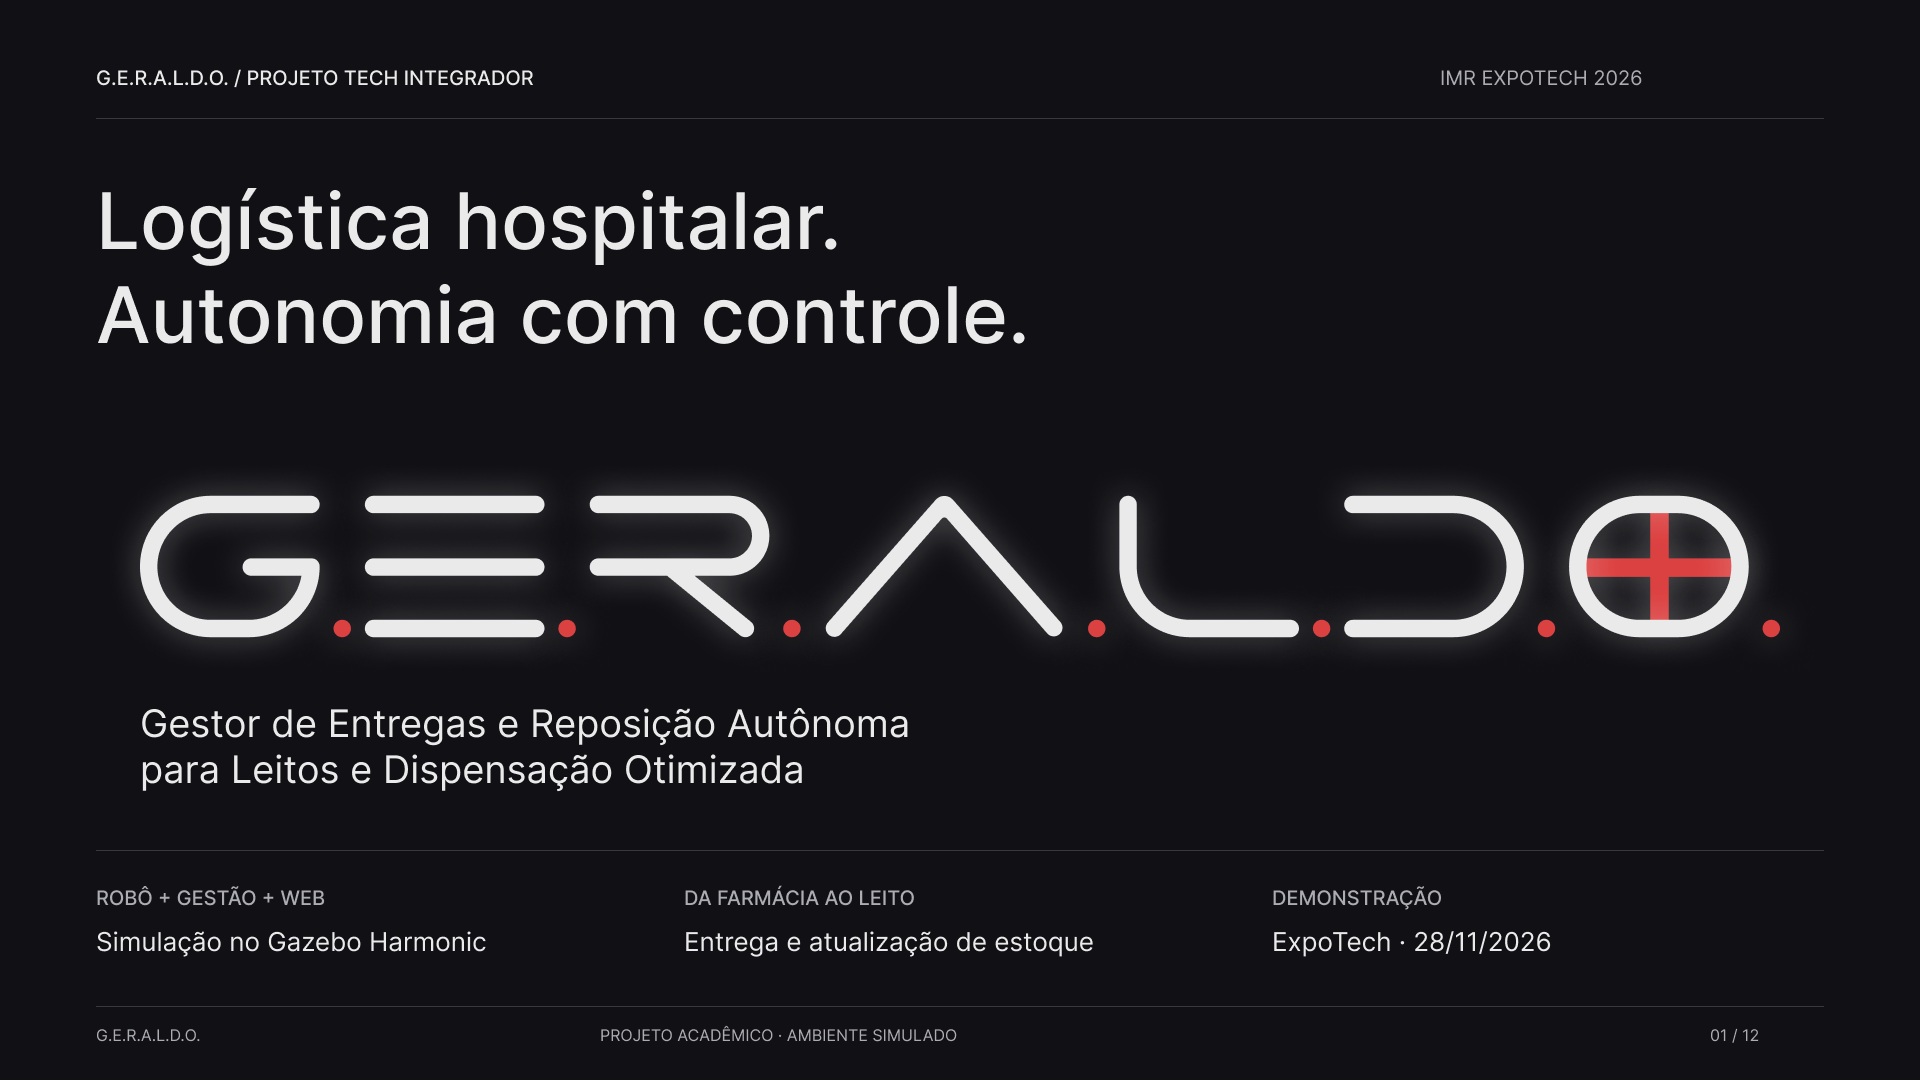 G.E.R.A.L.D.O. / PROJETO TECH INTEGRADOR
IMR EXPOTECH 2026
Logística hospitalar.
Autonomia com controle.
G.E.R.A.L.D.O.
Gestor de Entregas e Reposição Autônoma
para Leitos e Dispensação Otimizada
ROBÔ + GESTÃO + WEB
Simulação no Gazebo Harmonic
DA FARMÁCIA AO LEITO
Entrega e atualização de estoque
DEMONSTRAÇÃO
ExpoTech · 28/11/2026
G.E.R.A.L.D.O.
PROJETO ACADÊMICO · AMBIENTE SIMULADO
01 / 12